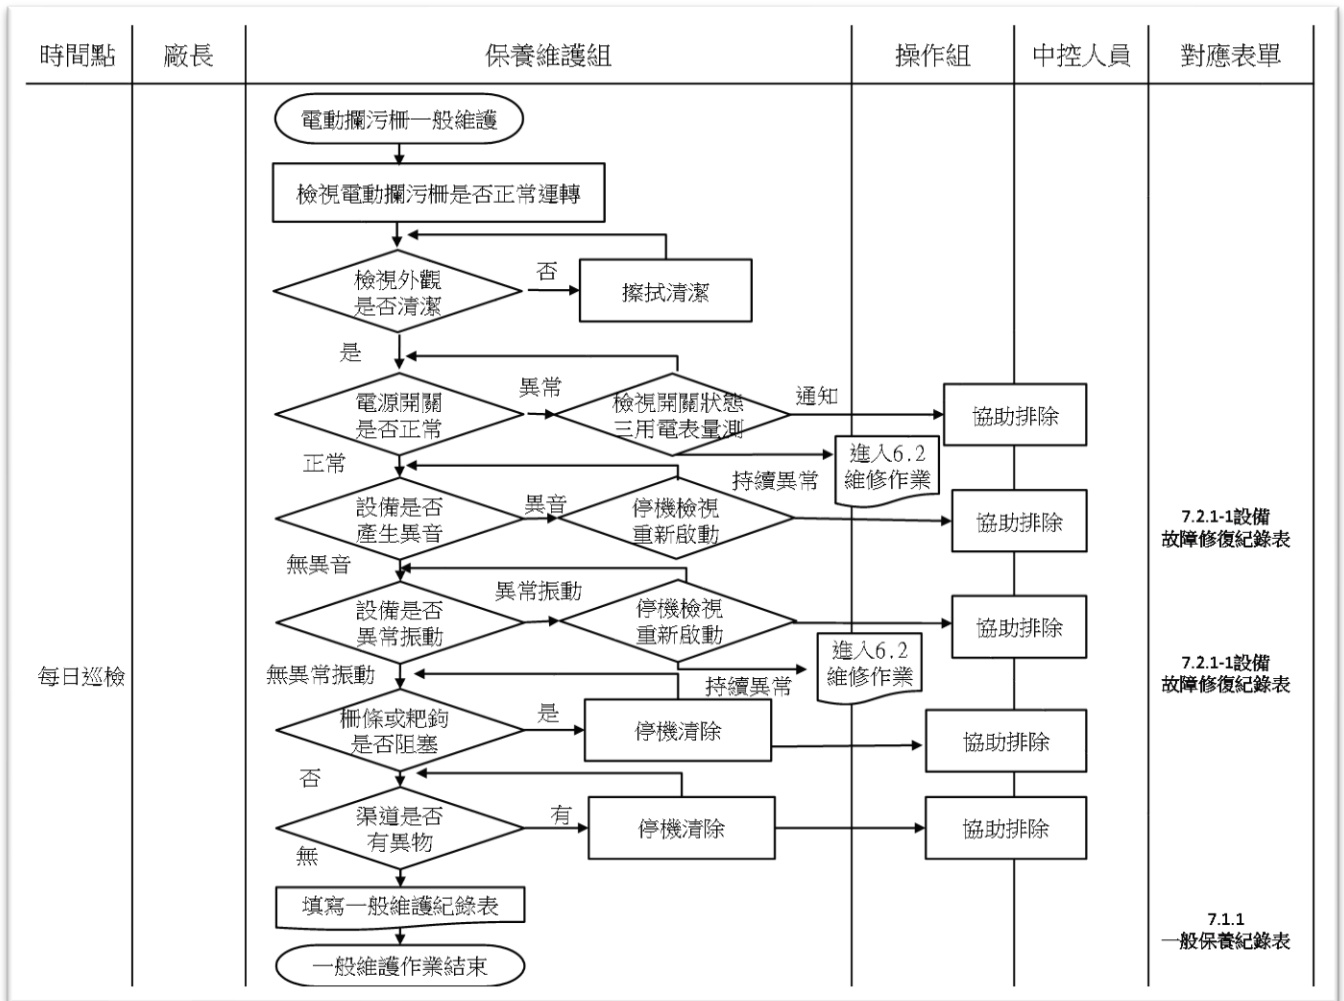 時間點
廠長
保養維護組
操作組
中控人員
對應表單
電動攔污柵一般維護
檢視電動攔污柵是否正常運轉
檢視外觀
是否清潔
否
擦拭清潔
是
電源開關
是否正常
異常
檢視開關狀態
三用電表量測
通知
協助排除
正常
持續異常
進入6.2
維修作業
設備是否
產生異音
異音
停機檢視
重新啟動
協助排除
7.2.1-1設備
故障修復紀錄表
無異音
設備是否
異常振動
異常振動
停機檢視
重新啟動
協助排除
每日巡檢
無異常振動
持續異常
進入6.2
維修作業
7.2.1-1設備
故障修復紀錄表
柵條或耙鉤
是否阻塞
是
停機清除
協助排除
否
渠道是否
有異物
有
停機清除
協助排除
無
填寫一般維護紀錄表
7.1.1
一般保養紀錄表
一般維護作業結束